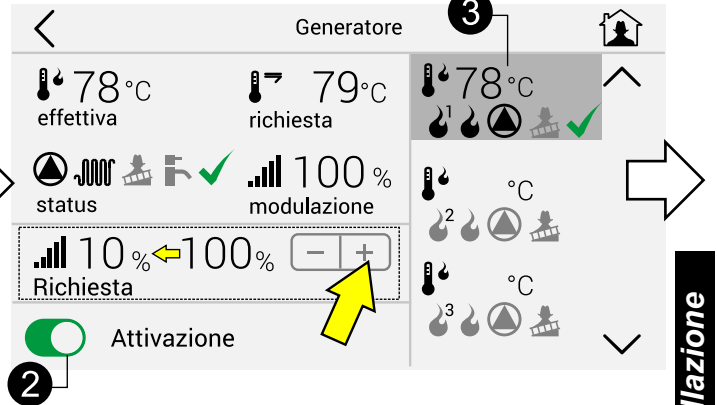 Generatore
3
78°C
effettiva
79°C
richiesta
status
100 %
modulazione
10 % 100 %
Richiesta
Attivazione
2
78°C
1
°C
2
°C
3
llazione